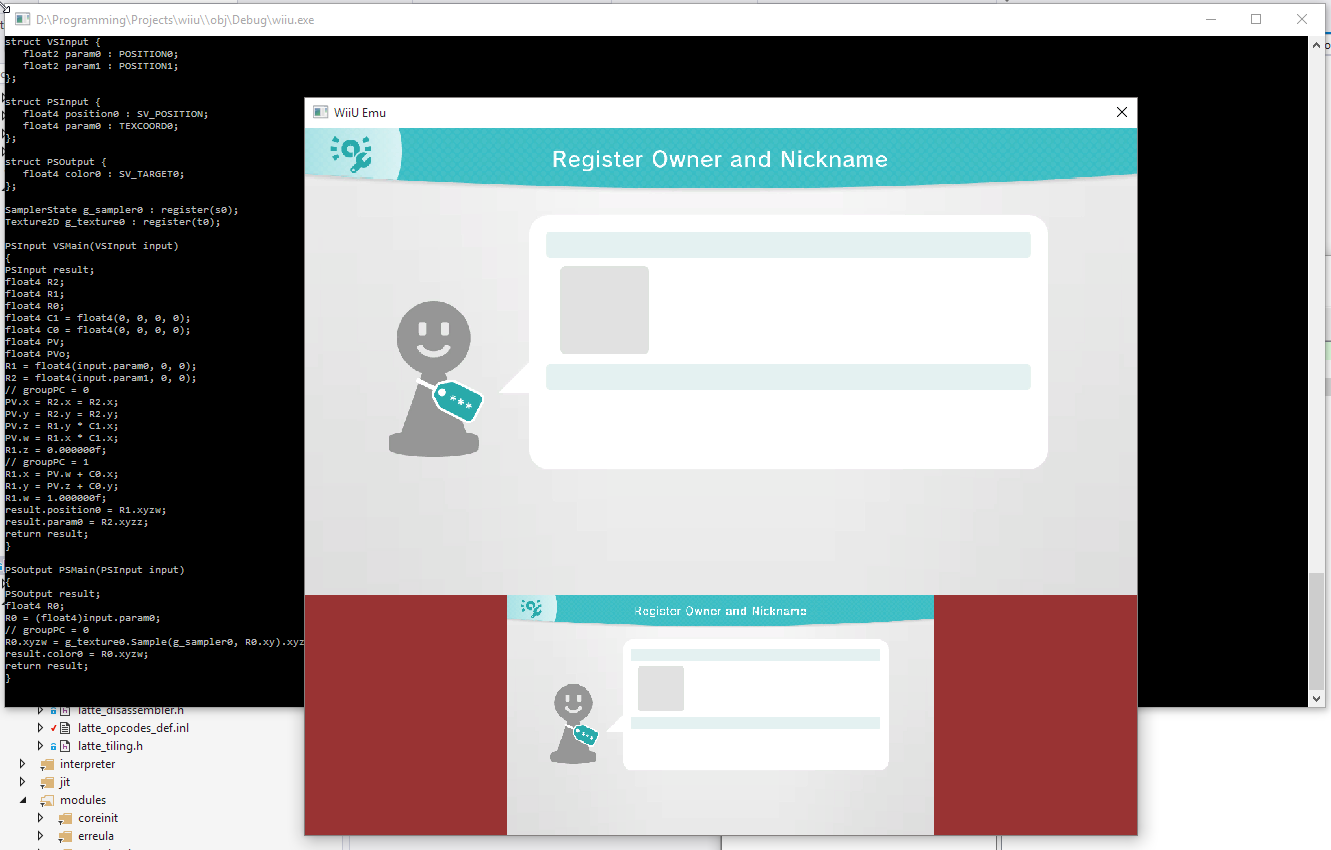 D:\Programming\Projects\wiiu\\obj\Debug\wiiu.exe
struct VSInput {
float2 param0 : POSITION0;
float2 param1 : POSITION1;
};
struct PSInput {
float4 position0 : SV_POSITION;
float4 param0 : TEXCOORD0;
};
struct PSOutput {
float4 color0 : SV_TARGET0;
};
SamplerState g_sampler0 : register(s0);
Texture2D g_texture0 : register(t0);
PSInput VSMain(VSInput input)
{
PSInput result;
float4 R2;
float4 R1;
float4 R0;
float4 C1 = float4(0, 0, 0, 0);
float4 C0 = float4(0, 0, 0, 0);
float4 PV;
float4 PVo;
R1 = float4(input.param0, 0, 0);
R2 = float4(input.param1, 0, 0);
// groupPC = 0
PV.x = R2.x = R2.x;
PV.y = R2.y = R2.y;
PV.z = R1.y * C1.x;
PV.w = R1.x * C1.x;
R1.z = 0.000000f;
// groupPC = 1
R1.x = PV.w + C0.x;
R1.y = PV.z + C0.y;
R1.w = 1.000000f;
result.position0 = R1.xyzw;
result.param0 = R2.xyzz;
return result;
}
PSOutput PSMain(PSInput input)
{
PSOutput result;
float4 R0;
R0 = (float4)input.param0;
// groupPC = 0
R0.xyzw = g_texture0.Sample(g_sampler0, R0.xy).xyz
result.color0 = R0.xyzw;
return result;
}
WiiU Emu
Register Owner and Nickname
***
Register Owner and Nickname
***
latte_disassembler.h
latte_opcodes_def.inl
latte_tiling.h
interpreter
jit
modules
coreinit
erreula